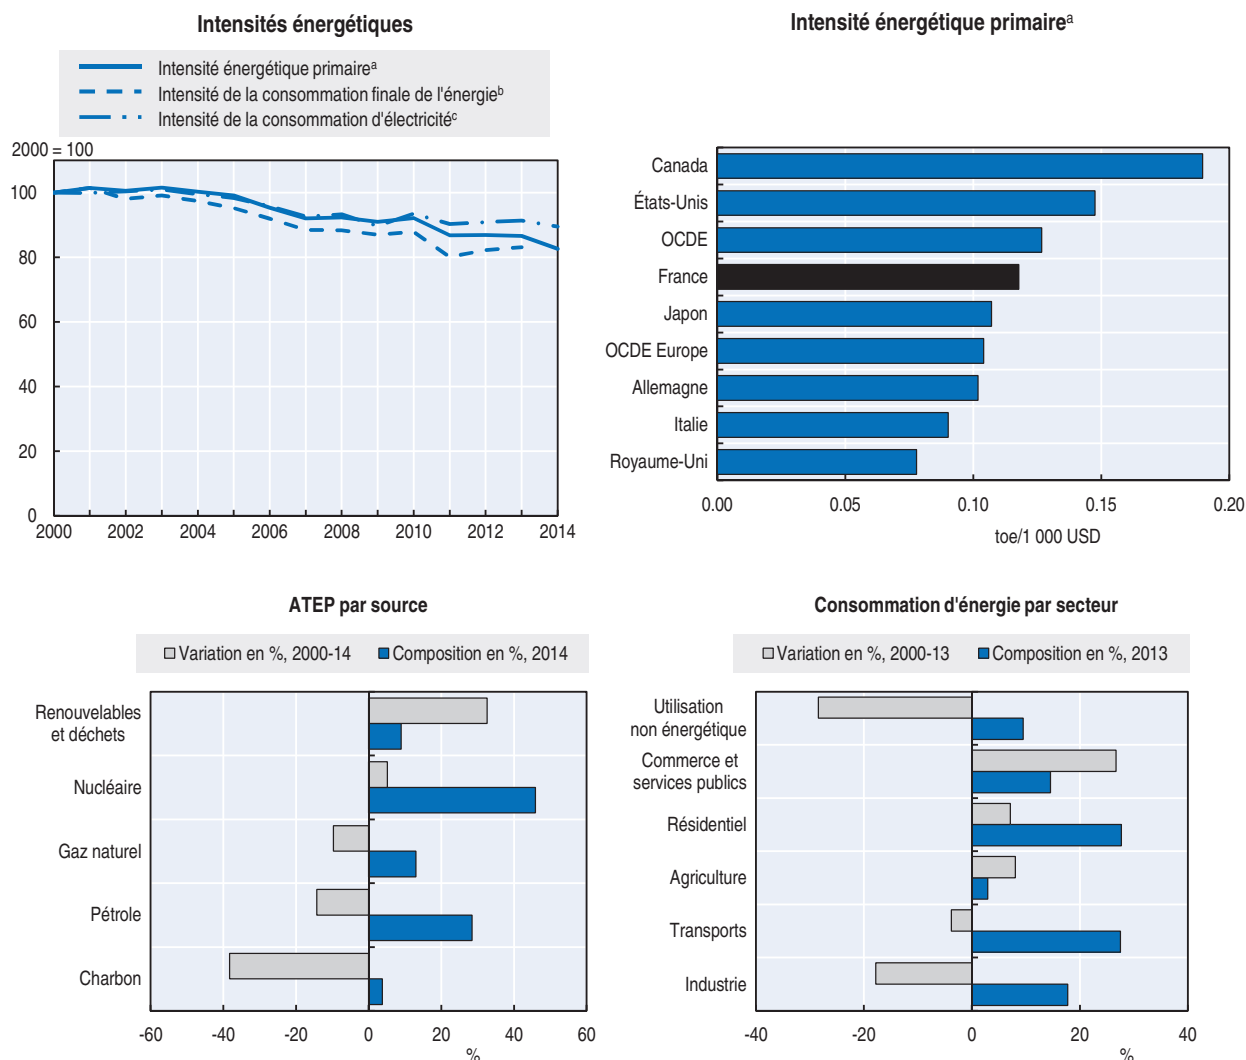 Intensités énergétiques
Intensité énergétique primaireᵃ
Intensité de la consommation finale de l'énergieᵇ
Intensité de la consommation d'électricitéᶜ
2000 = 100
100
80
60
40
20
0
2000 2002 2004 2006 2008 2010 2012 2014
Intensité énergétique primaireᵃ
Canada
États-Unis
OCDE
France
Japon
OCDE Europe
Allemagne
Italie
Royaume-Uni
0.00 0.05 0.10 0.15 0.20
toe/1 000 USD
ATEP par source
Variation en %, 2000-14 Composition en %, 2014
Renouvelables
et déchets
Nucléaire
Gaz naturel
Pétrole
Charbon
-60 -40 -20 0 20 40 60
%
Consommation d'énergie par secteur
Variation en %, 2000-13 Composition en %, 2013
Utilisation
non énergétique
Commerce et
services publics
Résidentiel
Agriculture
Transports
Industrie
-40 -20 0 20 40
%